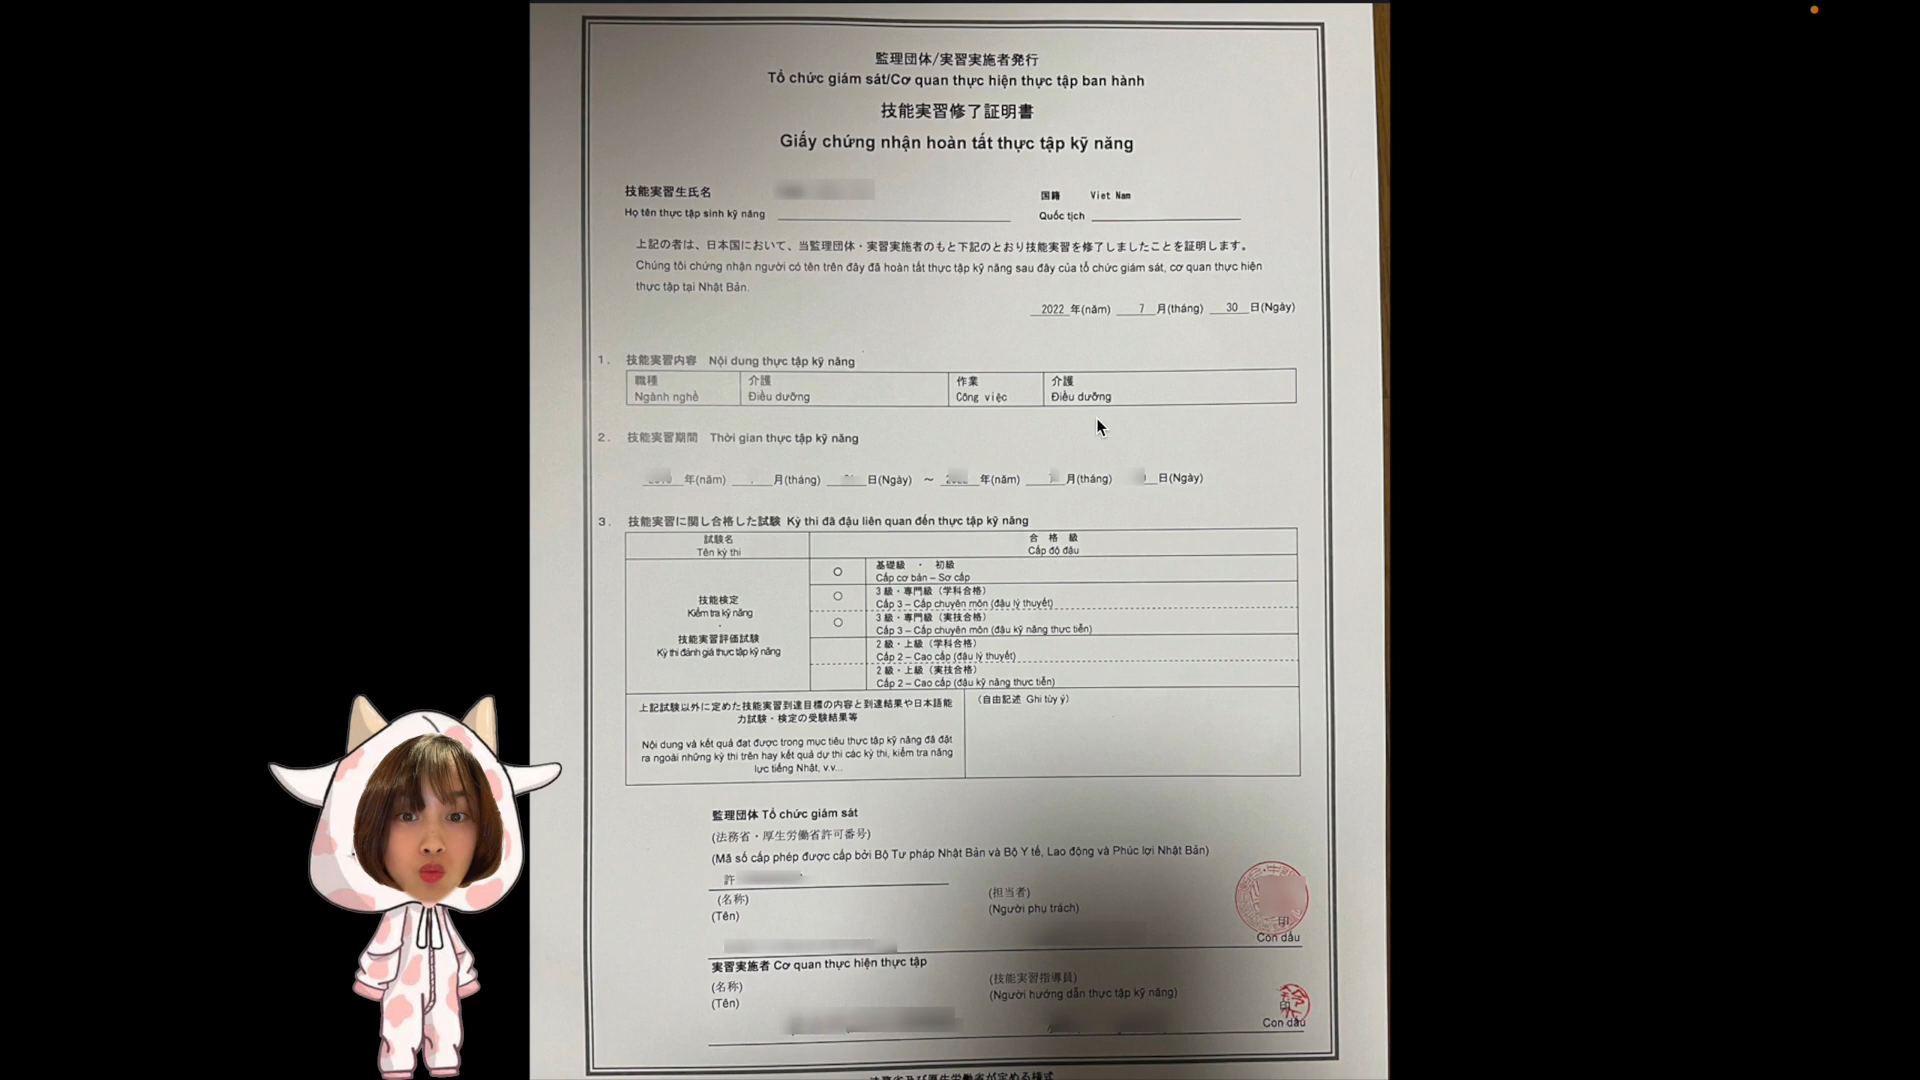 監理団体/実習実施者発行
Tổ chức giám sát/Cơ quan thực hiện thực tập ban hành
技能実習修了証明書
Giấy chứng nhận hoàn tất thực tập kỹ năng
技能実習生氏名
国籍 Viet Nam
Họ tên thực tập sinh kỹ năng
Quốc tịch
上記の者は、日本国において、当監理団体・実習実施者のもと下記のとおり技能実習を修了しましたことを証明します。
Chúng tôi chứng nhận người có tên trên đây đã hoàn tất thực tập kỹ năng sau đây của tổ chức giám sát, cơ quan thực hiện
thực tập tại Nhật Bản.
2022 年(năm) 7 月(tháng) 30 日(Ngày)
1. 技能実習内容 Nội dung thực tập kỹ năng
職種 介護 作業 介護
Ngành nghề Điều dưỡng Công việc Điều dưỡng
2. 技能実習期間 Thời gian thực tập kỹ năng
年(năm) 月(tháng) 日(Ngày) ～ 年(năm) 月(tháng) 日(Ngày)
3. 技能実習に関し合格した試験 Kỳ thi đã đậu liên quan đến thực tập kỹ năng
試験名 合 格 級
Tên kỳ thi Cấp độ đậu
技能検定
Kiểm tra kỹ năng
・
技能実習評価試験
Kỳ thi đánh giá thực tập kỹ năng
○ 基礎級 ・ 初級
Cấp cơ bản – Sơ cấp
○ 3級・専門級（学科合格）
Cấp 3 – Cấp chuyên môn (đậu lý thuyết)
○ 3級・専門級（実技合格）
Cấp 3 – Cấp chuyên môn (đậu kỹ năng thực tiễn)
2級・上級（学科合格）
Cấp 2 – Cao cấp (đậu lý thuyết)
2級・上級（実技合格）
Cấp 2 – Cao cấp (đậu kỹ năng thực tiễn)
上記試験以外に定めた技能実習到達目標の内容と到達結果や日本語能
力試験・検定の受験結果等
Nội dung và kết quả đạt được trong mục tiêu thực tập kỹ năng đã đặt
ra ngoài những kỳ thi trên hay kết quả dự thi các kỳ thi, kiểm tra năng
lực tiếng Nhật, v.v...
（自由記述 Ghi tùy ý）
監理団体 Tổ chức giám sát
(法務省・厚生労働省許可番号)
(Mã số cấp phép được cấp bởi Bộ Tư pháp Nhật Bản và Bộ Y tế, Lao động và Phúc lợi Nhật Bản)
許
(名称)
(Tên)
(担当者)
(Người phụ trách)
印
Con dấu
実習実施者 Cơ quan thực hiện thực tập
(名称)
(Tên)
(技能実習指導員)
(Người hướng dẫn thực tập kỹ năng)
印
Con dấu
法務省及び厚生労働省が定める様式